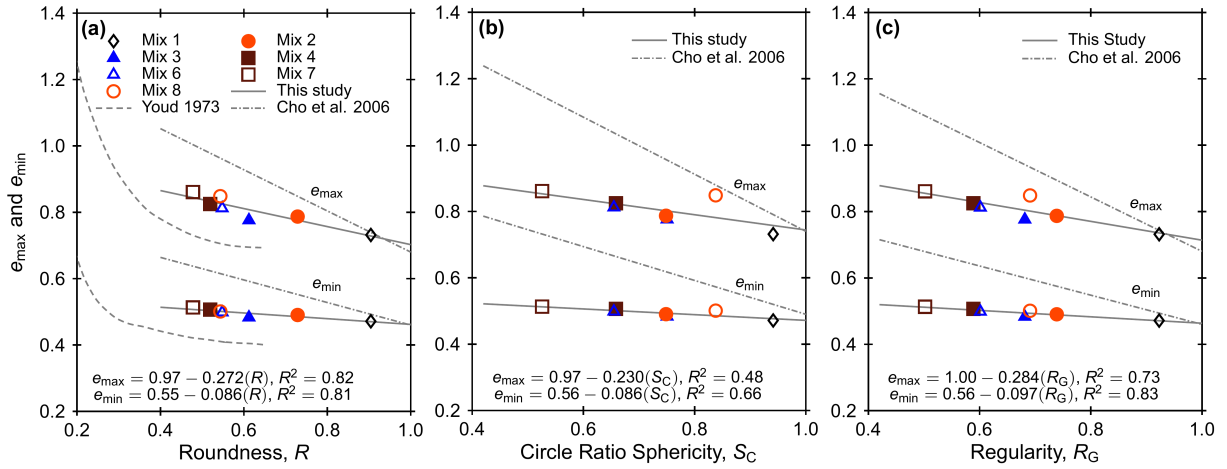 (a)
Mix 1
Mix 2
Mix 3
Mix 4
Mix 6
Mix 7
Mix 8
This study
Youd 1973
Cho et al. 2006
e_max
e_min
e_max = 0.97 − 0.272(R), R² = 0.82
e_min = 0.55 − 0.086(R), R² = 0.81
e_max and e_min
1.4
1.2
1.0
0.8
0.6
0.4
0.2
0.2 0.4 0.6 0.8 1.0
Roundness, R
(b)
This study
Cho et al. 2006
e_max
e_min
e_max = 0.97 − 0.230(S_C), R² = 0.48
e_min = 0.56 − 0.086(S_C), R² = 0.66
0.4 0.6 0.8 1.0
Circle Ratio Sphericity, S_C
(c)
This Study
Cho et al. 2006
e_max
e_min
e_max = 1.00 − 0.284(R_G), R² = 0.73
e_min = 0.56 − 0.097(R_G), R² = 0.83
0.4 0.6 0.8 1.0
Regularity, R_G